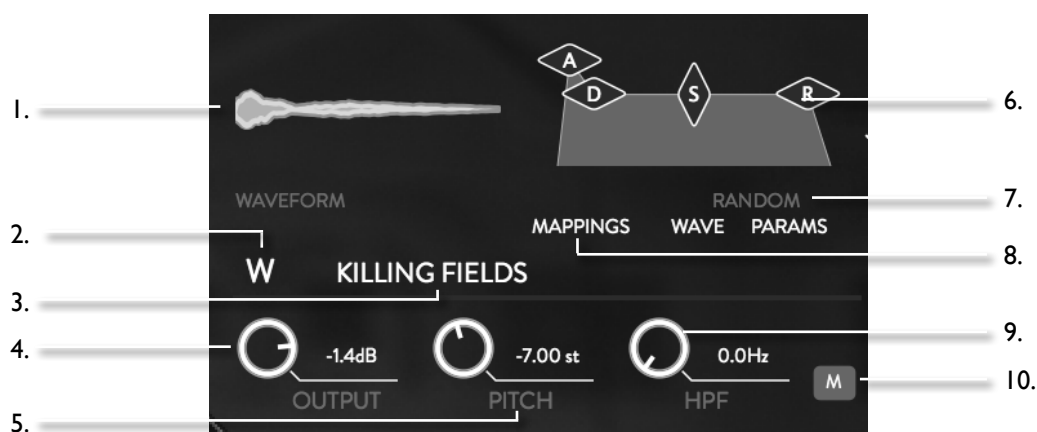 1.
2.
3.
4.
5.
A
D
S
R
WAVEFORM
RANDOM
MAPPINGS WAVE PARAMS
W KILLING FIELDS
-1.4dB -7.00 st 0.0Hz
OUTPUT PITCH HPF
M
6.
7.
8.
9.
10.